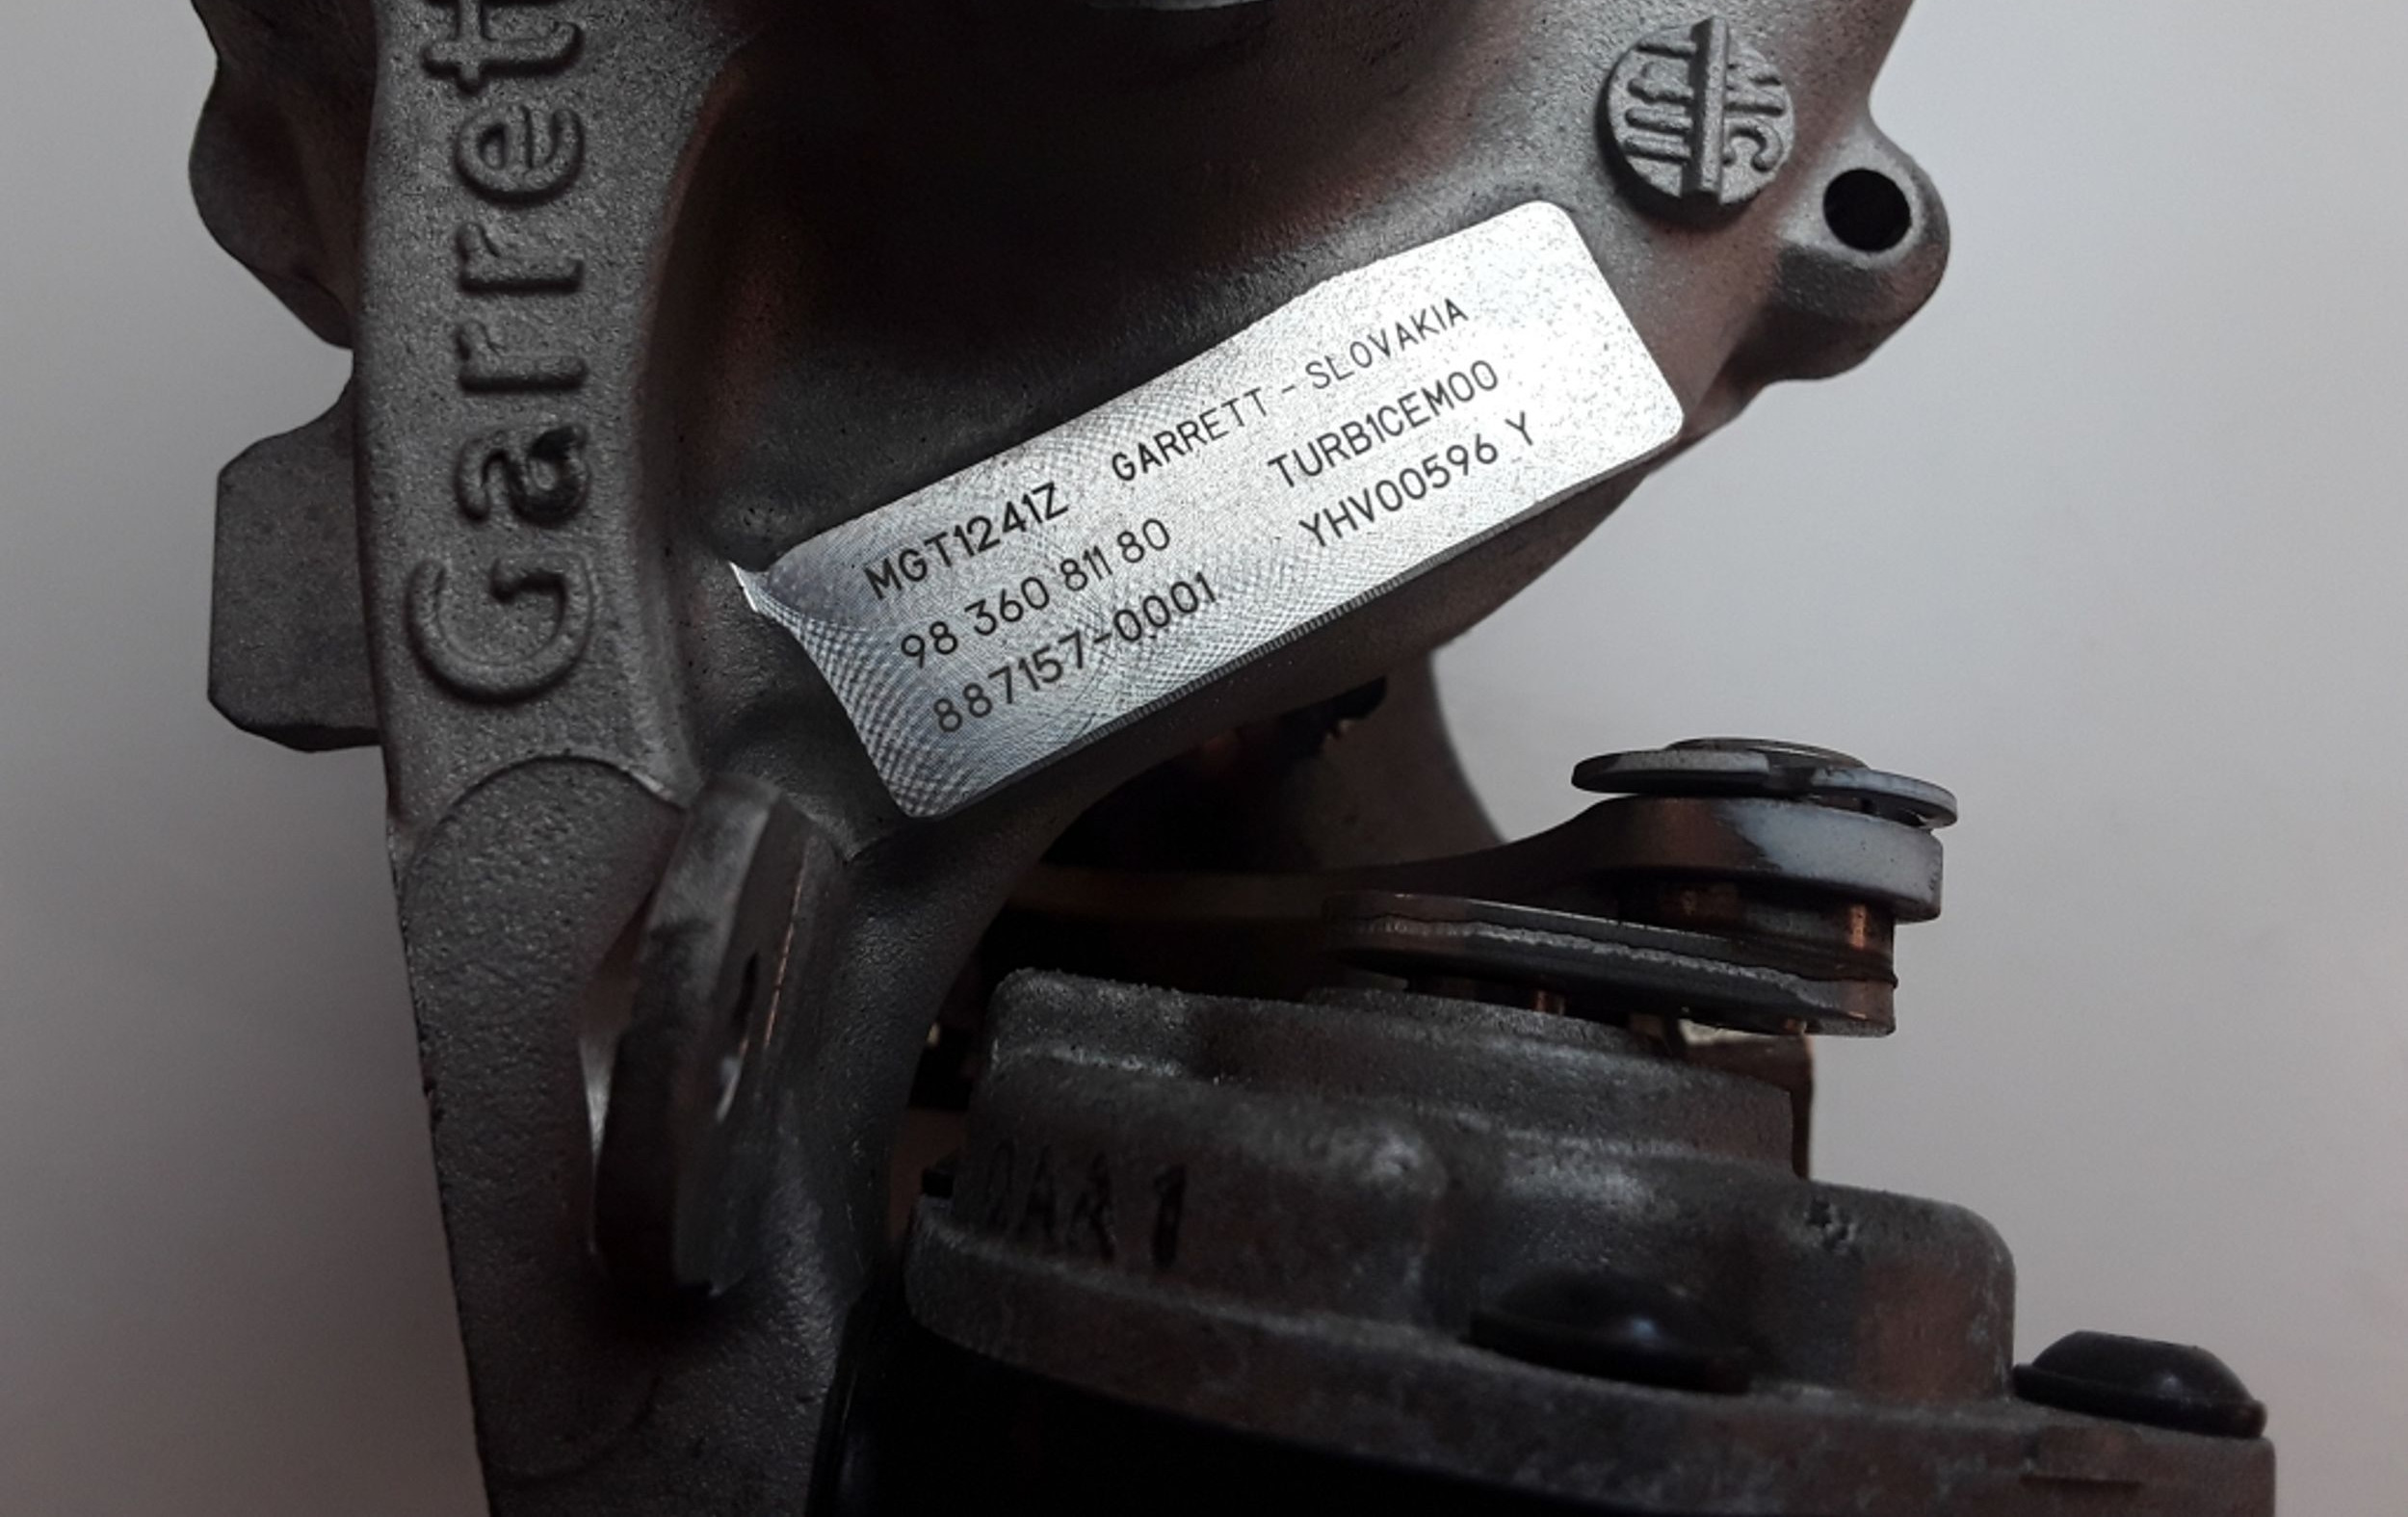 Garrett
MGT1241Z GARRETT - SLOVAKIA
98 360 811 80 TURB1CEM00
887157-0001 YHV00596 Y